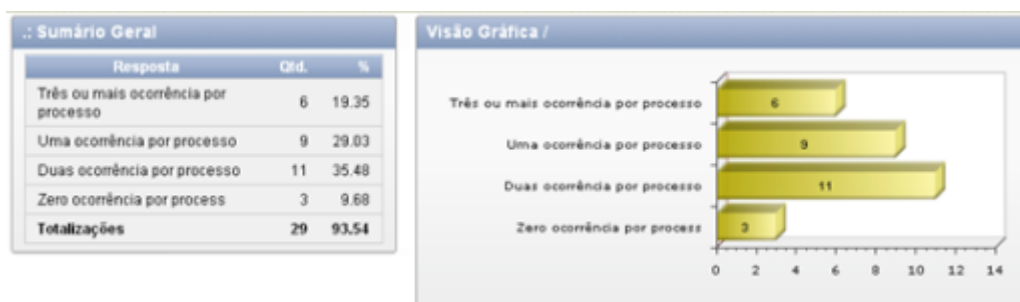 .: Sumário Geral
Resposta Qtd. %
Três ou mais ocorrência por
processo 6 19.35
Uma ocorrência por processo 9 29.03
Duas ocorrência por processo 11 35.48
Zero ocorrência por process 3 9.68
Totalizações 29 93.54
Visão Gráfica /
Três ou mais ocorrência por processo 6
Uma ocorrência por processo 9
Duas ocorrência por processo 11
Zero ocorrência por process 3
0 2 4 6 8 10 12 14